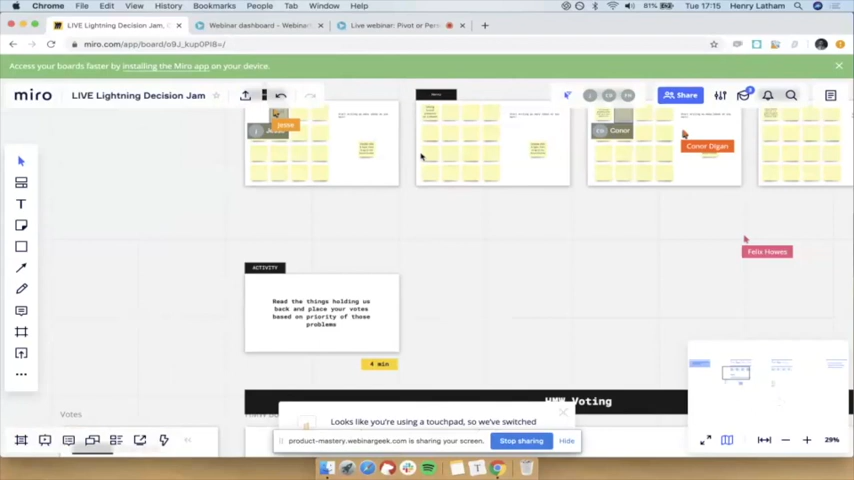 Chrome File Edit View History Bookmarks People Tab Window Help 81% Tue 17:15 Henry Latham
LIVE Lightning Decision Jam, Webinar dashboard - Webinar Live webinar: Pivot or Per
miro.com/app/board/o9J_kup0PI8=/
Access your boards faster by installing the Miro app on your device.
miro LIVE Lightning Decision Jam Share
Jesse
Conor
Conor Digan
Felix Howes
ACTIVITY
Read the things holding us
back and place your votes
based on priority of those
problems
4 min
HMW Voting
Votes
Looks like you're using a touchpad, so we've switched
product-mastery.webinargeek.com is sharing your screen. Stop sharing Hide
29%